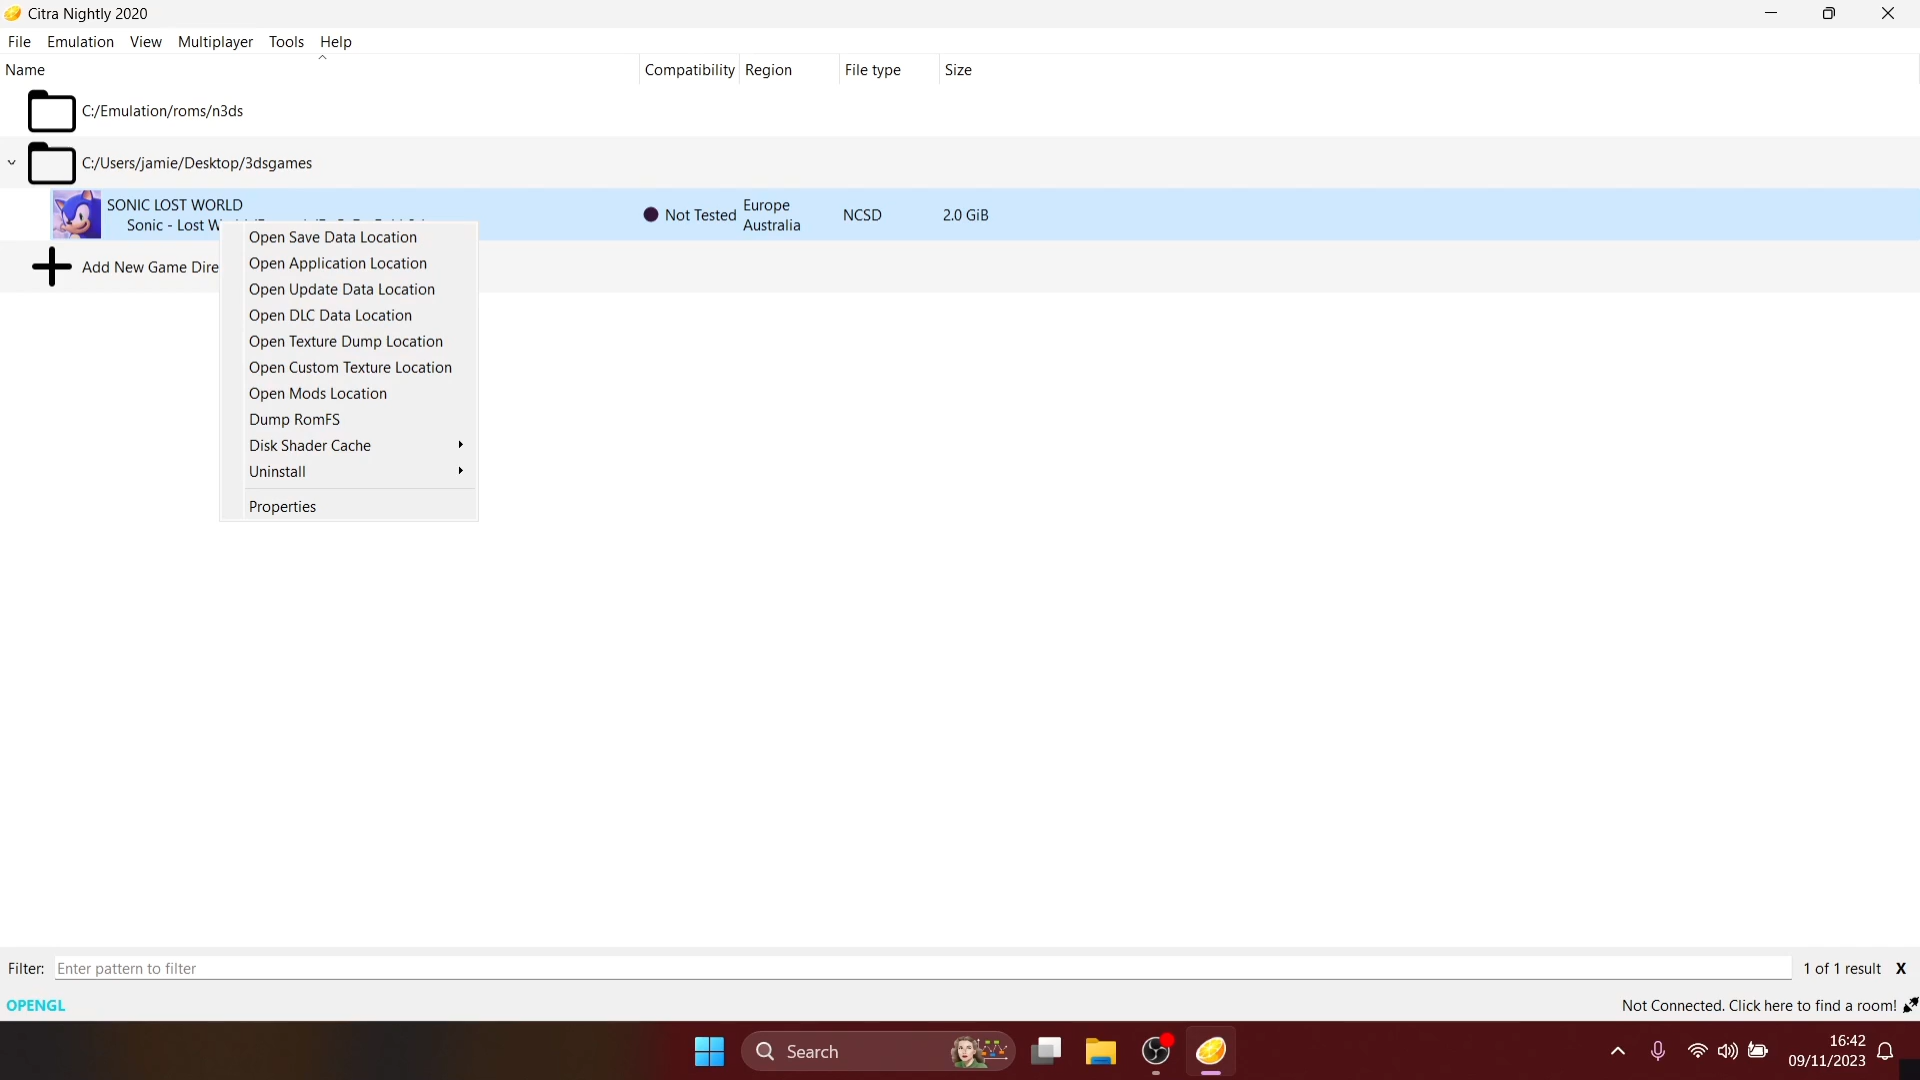 Citra Nightly 2020
File Emulation View Multiplayer Tools Help
Name Compatibility Region File type Size
C:/Emulation/roms/n3ds
C:/Users/jamie/Desktop/3dsgames
SONIC LOST WORLD
Sonic - Lost
Not Tested
Europe
Australia
NCSD
2.0 GiB
Add New Game
Open Save Data Location
Open Application Location
Open Update Data Location
Open DLC Data Location
Open Texture Dump Location
Open Custom Texture Location
Open Mods Location
Dump RomFS
Disk Shader Cache
Uninstall
Properties
Filter: Enter pattern to filter 1 of 1 result X
OPENGL Not Connected. Click here to find a room!
Search
16:42
09/11/2023